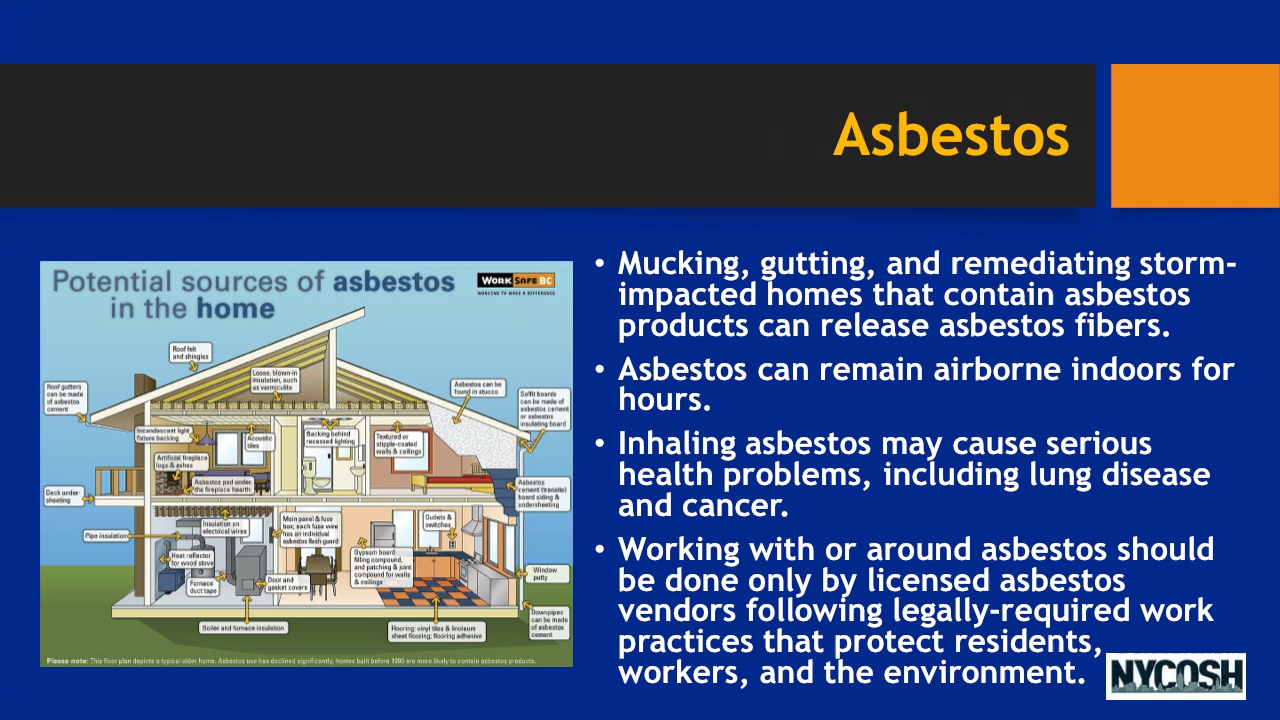 Asbestos
Potential sources of asbestos
in the home
WORK SAFE BC
WORKING TO MAKE A DIFFERENCE
Roof felt
and shingles
Loose, blown-in
insulation, such
as vermiculite
Asbestos can be
found in stucco
Roof gutters
can be made
of asbestos
cement
Soffit boards
can be made of
asbestos cement
or asbestos
insulating board
Incandescent light
fixture backing
Acoustic
tiles
Backing behind
recessed lighting
Textured or
stipple-coated
walls & ceilings
Artificial fireplace
logs & ashes
Asbestos pad under
the fireplace hearth
Asbestos
cement (transite)
board siding &
undersheeting
Deck under-
sheeting
Insulation on
electrical wires
Main panel & fuse
box; each fuse wire
has an individual
asbestos flash guard
Outlets &
switches
Pipe insulation
Heat reflector
for wood stove
Gypsum board
filling compound,
and patching & joint
compound for walls
& ceilings
Window
putty
Furnace
duct tape
Door and
gasket covers
Downpipes
can be made
of asbestos
cement
Boiler and furnace insulation
Flooring: vinyl tiles & linoleum
sheet flooring; flooring adhesive
Please note: This floor plan depicts a typical older home. Asbestos use has declined significantly; homes built before 1990 are more likely to contain asbestos products.
• Mucking, gutting, and remediating storm-
impacted homes that contain asbestos
products can release asbestos fibers.
• Asbestos can remain airborne indoors for
hours.
• Inhaling asbestos may cause serious
health problems, including lung disease
and cancer.
• Working with or around asbestos should
be done only by licensed asbestos
vendors following legally-required work
practices that protect residents,
workers, and the environment.
NYCOSH